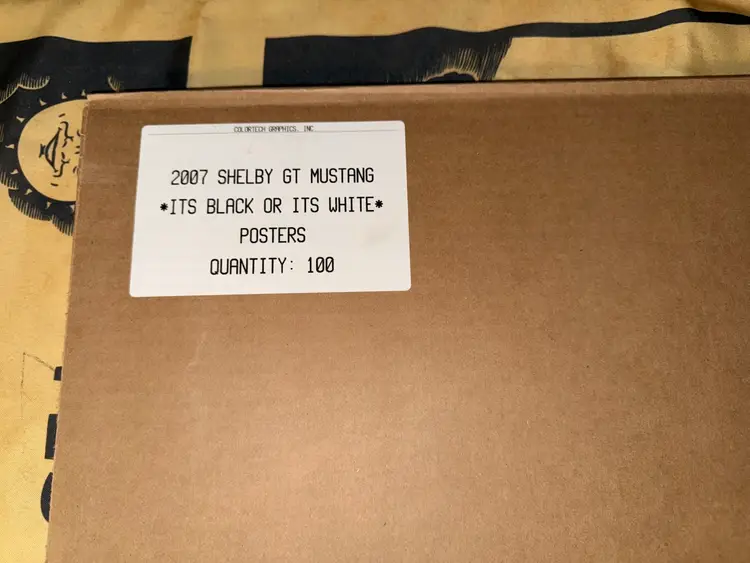 COLORTECH GRAPHICS, INC
2007 SHELBY GT MUSTANG
*ITS BLACK OR ITS WHITE*
POSTERS
QUANTITY: 100